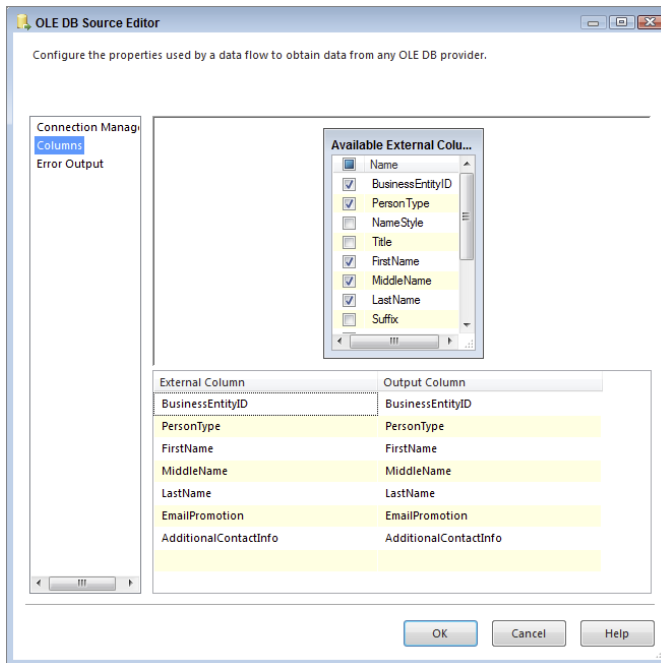 OLE DB Source Editor
Configure the properties used by a data flow to obtain data from any OLE DB provider.
Connection Manag
Columns
Error Output
Available External Colu...
Name
BusinessEntityID
PersonType
NameStyle
Title
FirstName
MiddleName
LastName
Suffix
External Column Output Column
BusinessEntityID BusinessEntityID
PersonType PersonType
FirstName FirstName
MiddleName MiddleName
LastName LastName
EmailPromotion EmailPromotion
AdditionalContactInfo AdditionalContactInfo
OK Cancel Help